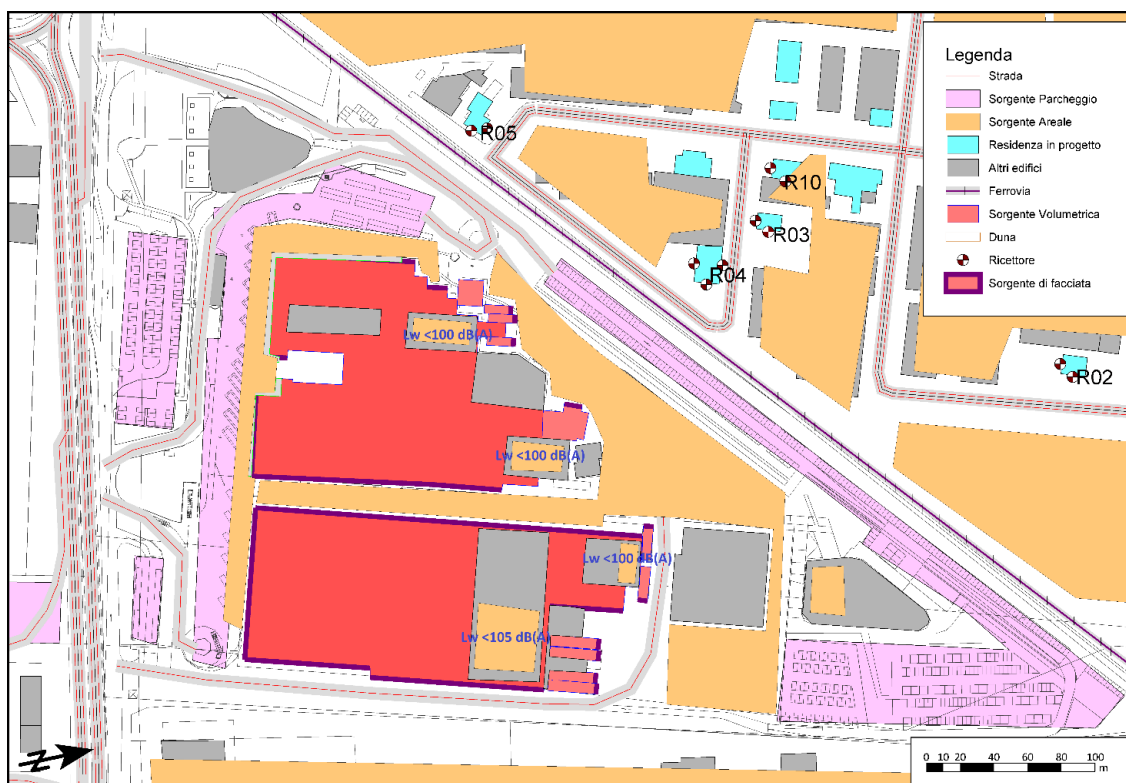 Legenda
Strada
Sorgente Parcheggio
Sorgente Areale
Residenza in progetto
Altri edifici
Ferrovia
Sorgente Volumetrica
Duna
Ricettore
Sorgente di facciata
R05
R10
R03
R04
R02
Lw <100 dB(A)
Lw <100 dB(A)
Lw <100 dB(A)
Lw <105 dB(A)
N
0 10 20 40 60 80 100
m